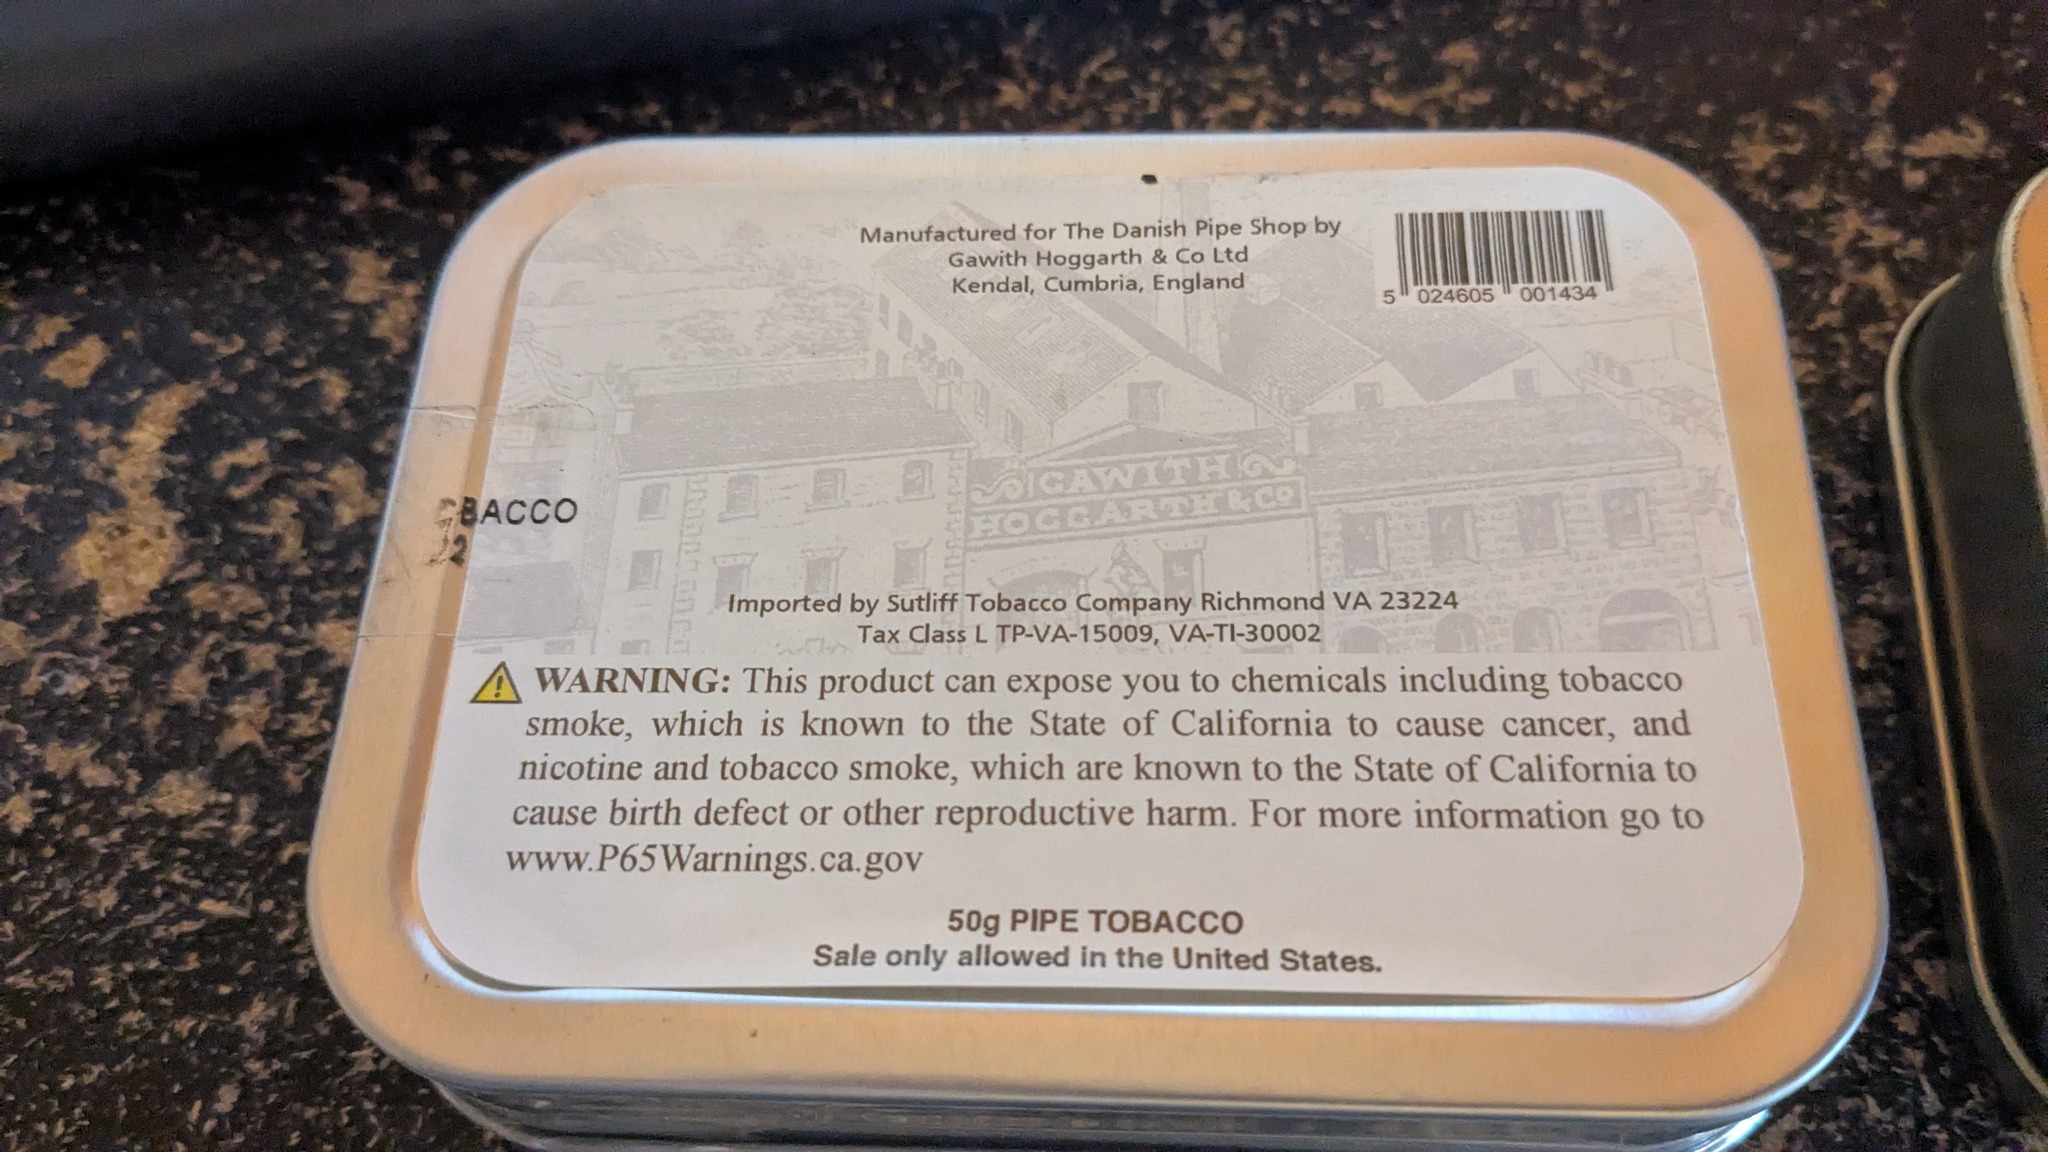 Manufactured for The Danish Pipe Shop by
Gawith Hoggarth & Co Ltd
Kendal, Cumbria, England
5 024605 001434
GAWITH
HOGGARTH & CO
BACCO
Imported by Sutliff Tobacco Company Richmond VA 23224
Tax Class L TP-VA-15009, VA-TI-30002
WARNING: This product can expose you to chemicals including tobacco
smoke, which is known to the State of California to cause cancer, and
nicotine and tobacco smoke, which are known to the State of California to
cause birth defect or other reproductive harm. For more information go to
www.P65Warnings.ca.gov
50g PIPE TOBACCO
Sale only allowed in the United States.